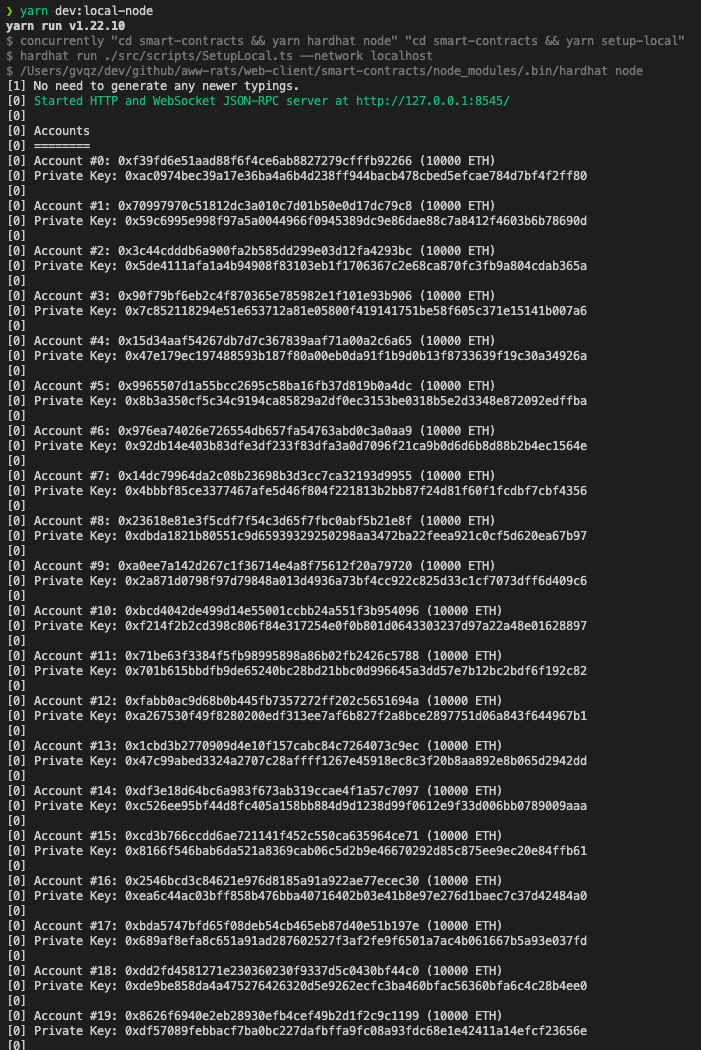 ❯ yarn dev:local-node
yarn run v1.22.10
$ concurrently "cd smart-contracts && yarn hardhat node" "cd smart-contracts && yarn setup-local"
$ hardhat run ./src/scripts/SetupLocal.ts --network localhost
$ /Users/gvqz/dev/github/aww-rats/web-client/smart-contracts/node_modules/.bin/hardhat node
[1] No need to generate any newer typings.
[0] Started HTTP and WebSocket JSON-RPC server at http://127.0.0.1:8545/
[0]
[0] Accounts
[0] ========
[0] Account #0: 0xf39fd6e51aad88f6f4ce6ab8827279cfffb92266 (10000 ETH)
[0] Private Key: 0xac0974bec39a17e36ba4a6b4d238ff944bacb478cbed5efcae784d7bf4f2ff80
[0]
[0] Account #1: 0x70997970c51812dc3a010c7d01b50e0d17dc79c8 (10000 ETH)
[0] Private Key: 0x59c6995e998f97a5a0044966f0945389dc9e86dae88c7a8412f4603b6b78690d
[0]
[0] Account #2: 0x3c44cdddb6a900fa2b585dd299e03d12fa4293bc (10000 ETH)
[0] Private Key: 0x5de4111afa1a4b94908f83103eb1f1706367c2e68ca870fc3fb9a804cdab365a
[0]
[0] Account #3: 0x90f79bf6eb2c4f870365e785982e1f101e93b906 (10000 ETH)
[0] Private Key: 0x7c852118294e51e653712a81e05800f419141751be58f605c371e15141b007a6
[0]
[0] Account #4: 0x15d34aaf54267db7d7c367839aaf71a00a2c6a65 (10000 ETH)
[0] Private Key: 0x47e179ec197488593b187f80a00eb0da91f1b9d0b13f8733639f19c30a34926a
[0]
[0] Account #5: 0x9965507d1a55bcc2695c58ba16fb37d819b0a4dc (10000 ETH)
[0] Private Key: 0x8b3a350cf5c34c9194ca85829a2df0ec3153be0318b5e2d3348e872092edffba
[0]
[0] Account #6: 0x976ea74026e726554db657fa54763abd0c3a0aa9 (10000 ETH)
[0] Private Key: 0x92db14e403b83dfe3df233f83dfa3a0d7096f21ca9b0d6d6b8d88b2b4ec1564e
[0]
[0] Account #7: 0x14dc79964da2c08b23698b3d3cc7ca32193d9955 (10000 ETH)
[0] Private Key: 0x4bbbf85ce3377467afe5d46f804f221813b2bb87f24d81f60f1fcdbf7cbf4356
[0]
[0] Account #8: 0x23618e81e3f5cdf7f54c3d65f7fbc0abf5b21e8f (10000 ETH)
[0] Private Key: 0xdbda1821b80551c9d65939329250298aa3472ba22feea921c0cf5d620ea67b97
[0]
[0] Account #9: 0xa0ee7a142d267c1f36714e4a8f75612f20a79720 (10000 ETH)
[0] Private Key: 0x2a871d0798f97d79848a013d4936a73bf4cc922c825d33c1cf7073dff6d409c6
[0]
[0] Account #10: 0xbcd4042de499d14e55001ccbb24a551f3b954096 (10000 ETH)
[0] Private Key: 0xf214f2b2cd398c806f84e317254e0f0b801d0643303237d97a22a48e01628897
[0]
[0] Account #11: 0x71be63f3384f5fb98995898a86b02fb2426c5788 (10000 ETH)
[0] Private Key: 0x701b615bbdfb9de65240bc28bd21bbc0d996645a3dd57e7b12bc2bdf6f192c82
[0]
[0] Account #12: 0xfabb0ac9d68b0b445fb7357272ff202c5651694a (10000 ETH)
[0] Private Key: 0xa267530f49f8280200edf313ee7af6b827f2a8bce2897751d06a843f644967b1
[0]
[0] Account #13: 0x1cbd3b2770909d4e10f157cabc84c7264073c9ec (10000 ETH)
[0] Private Key: 0x47c99abed3324a2707c28affff1267e45918ec8c3f20b8aa892e8b065d2942dd
[0]
[0] Account #14: 0xdf3e18d64bc6a983f673ab319ccae4f1a57c7097 (10000 ETH)
[0] Private Key: 0xc526ee95bf44d8fc405a158bb884d9d1238d99f0612e9f33d006bb0789009aaa
[0]
[0] Account #15: 0xcd3b766ccdd6ae721141f452c550ca635964ce71 (10000 ETH)
[0] Private Key: 0x8166f546bab6da521a8369cab06c5d2b9e46670292d85c875ee9ec20e84ffb61
[0]
[0] Account #16: 0x2546bcd3c84621e976d8185a91a922ae77ecec30 (10000 ETH)
[0] Private Key: 0xea6c44ac03bff858b476bba40716402b03e41b8e97e276d1baec7c37d42484a0
[0]
[0] Account #17: 0xbda5747bfd65f08deb54cb465eb87d40e51b197e (10000 ETH)
[0] Private Key: 0x689af8efa8c651a91ad287602527f3af2fe9f6501a7ac4b061667b5a93e037fd
[0]
[0] Account #18: 0xdd2fd4581271e230360230f9337d5c0430bf44c0 (10000 ETH)
[0] Private Key: 0xde9be858da4a475276426320d5e9262ecfc3ba460bfac56360bfa6c4c28b4ee0
[0]
[0] Account #19: 0x8626f6940e2eb28930efb4cef49b2d1f2c9c1199 (10000 ETH)
[0] Private Key: 0xdf57089febbacf7ba0bc227dafbffa9fc08a93fdc68e1e42411a14efcf23656e
[0]